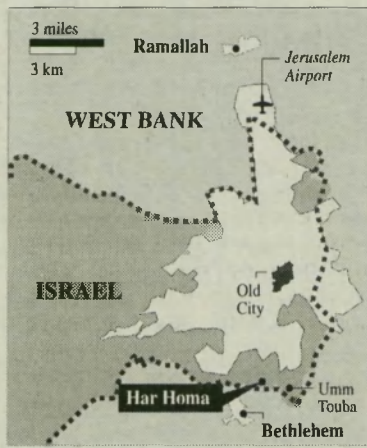 3 miles
3 km
Ramallah
Jerusalem
Airport
WEST BANK
ISRAEL
Old
City
Har Homa
Umm
Touba
Bethlehem